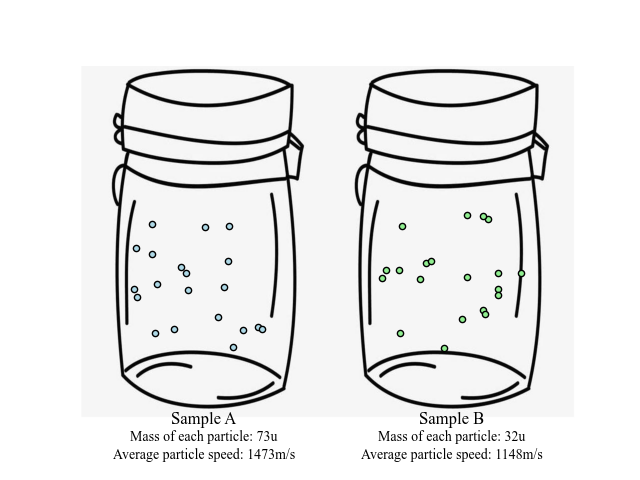 Sample A
Mass of each particle: 73u
Average particle speed: 1473m/s
Sample B
Mass of each particle: 32u
Average particle speed: 1148m/s